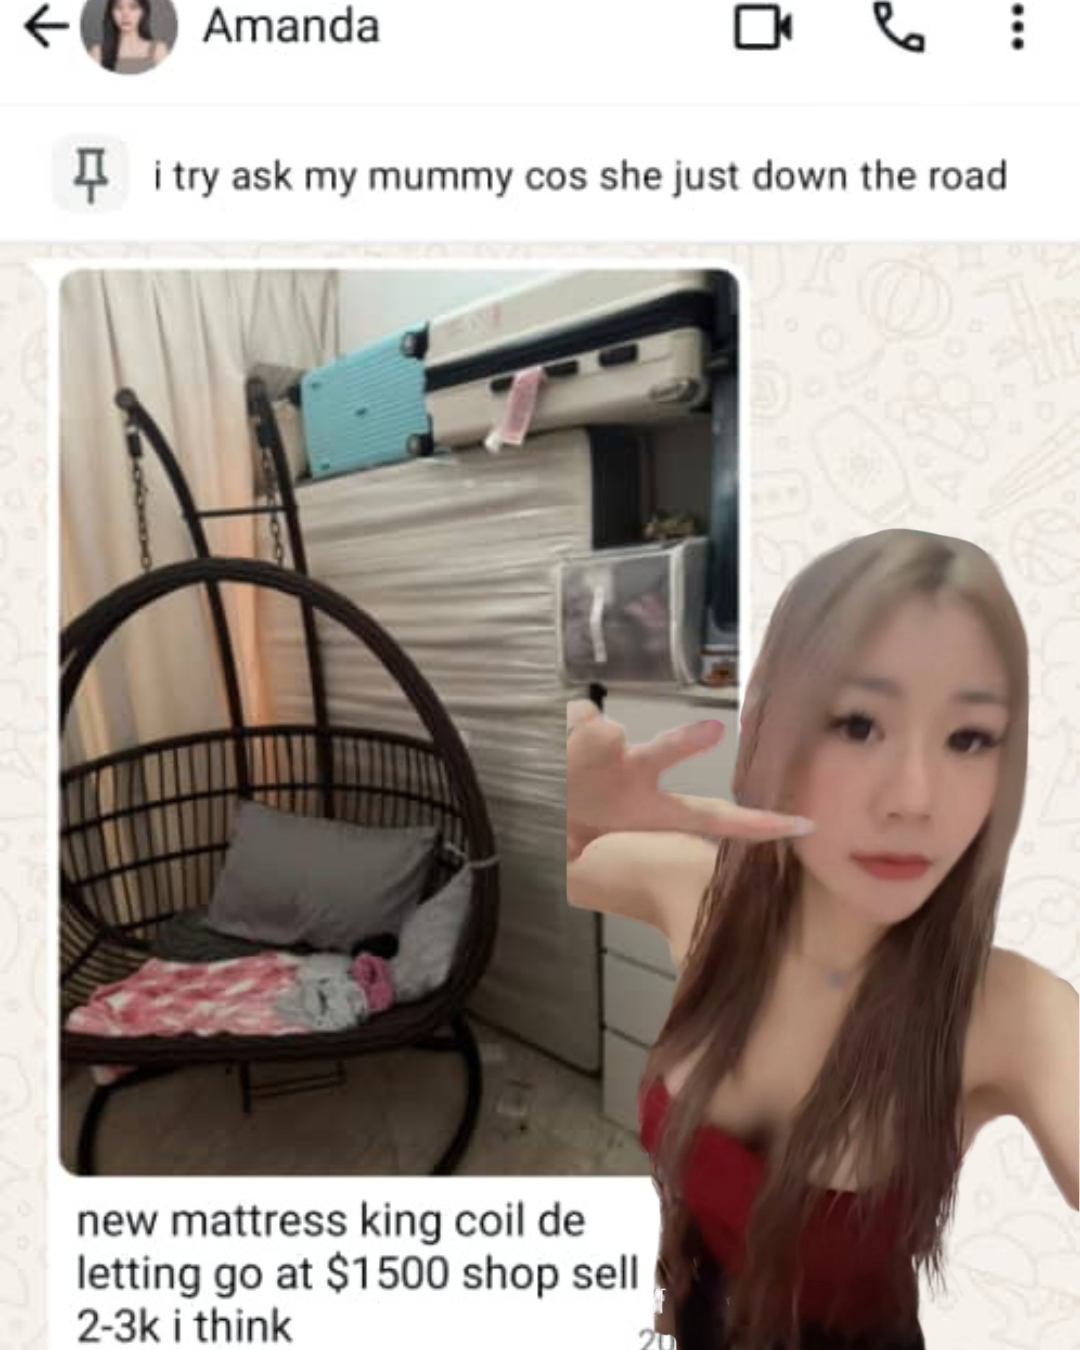 Amanda
i try ask my mummy cos she just down the road
new mattress king coil de
letting go at $1500 shop sell
2-3k i think
20